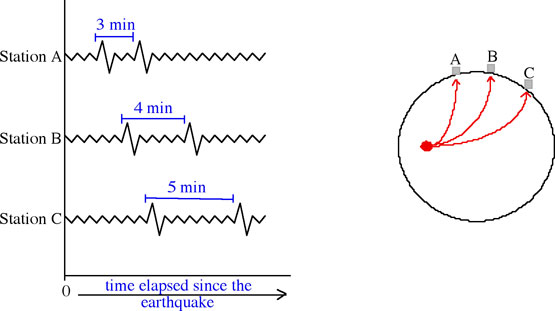 3 min
Station A
4 min
Station B
5 min
Station C
0
time elapsed since the
earthquake
A
B
C